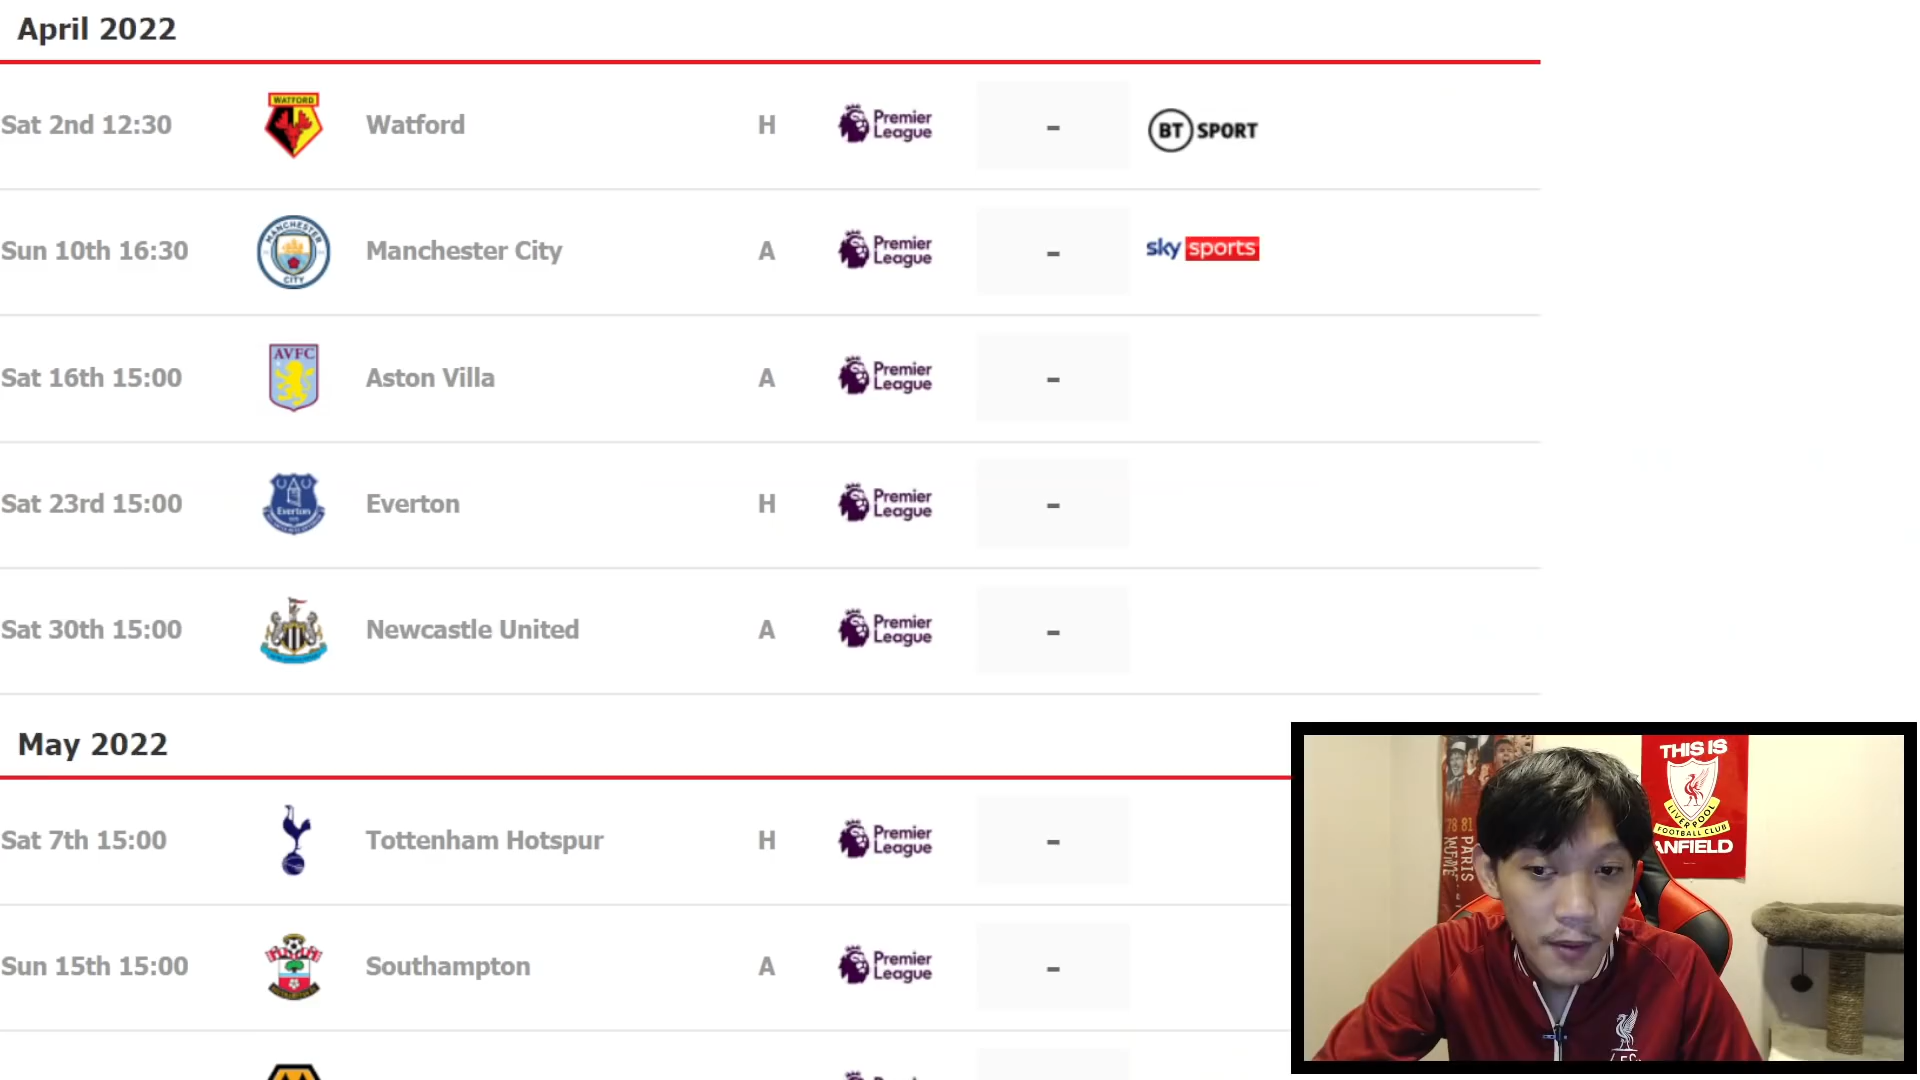 April 2022
Sat 2nd 12:30 WATFORD Watford H Premier League - BT SPORT
Sun 10th 16:30 MANCHESTER CITY Manchester City A Premier League - sky sports
Sat 16th 15:00 AVFC Aston Villa A Premier League -
Sat 23rd 15:00 Everton Everton H Premier League -
Sat 30th 15:00 Newcastle United A Premier League -
May 2022
Sat 7th 15:00 Tottenham Hotspur H Premier League -
Sun 15th 15:00 Southampton A Premier League -
THIS IS
LIVERPOOL
FOOTBALL CLUB
ANFIELD
'78 81
PARIS
ROME